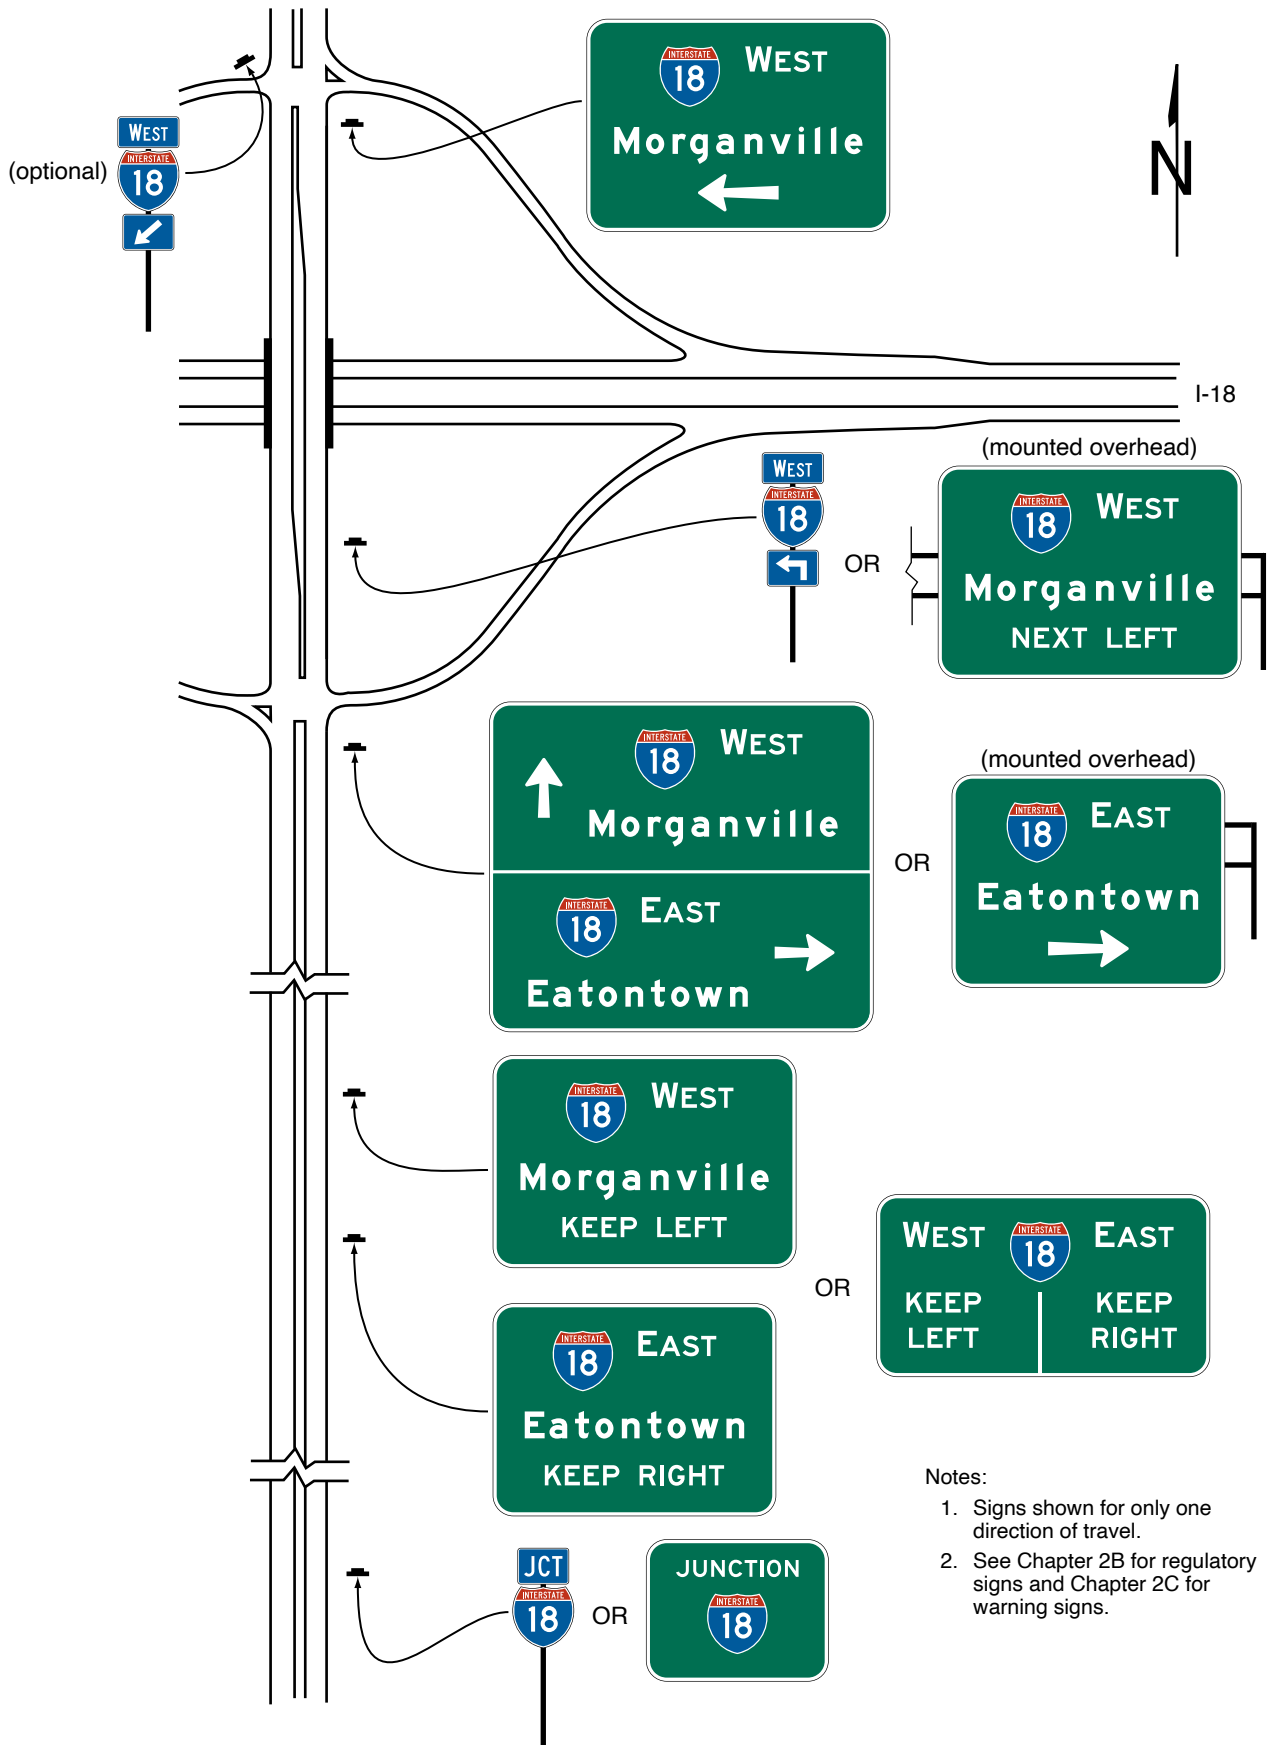 INTERSTATE
18 WEST
Morganville
N
WEST
INTERSTATE
18
(optional)
I-18
(mounted overhead)
WEST
INTERSTATE
18
OR
INTERSTATE
18 WEST
Morganville
NEXT LEFT
INTERSTATE
18 WEST
Morganville
INTERSTATE
18 EAST
Eatontown
OR
(mounted overhead)
INTERSTATE
18 EAST
Eatontown
INTERSTATE
18 WEST
Morganville
KEEP LEFT
INTERSTATE
18 EAST
Eatontown
KEEP RIGHT
OR
WEST INTERSTATE 18 EAST
KEEP LEFT
KEEP RIGHT
JCT
INTERSTATE
18
OR
JUNCTION
INTERSTATE
18
Notes:
1. Signs shown for only one
direction of travel.
2. See Chapter 2B for regulatory
signs and Chapter 2C for
warning signs.